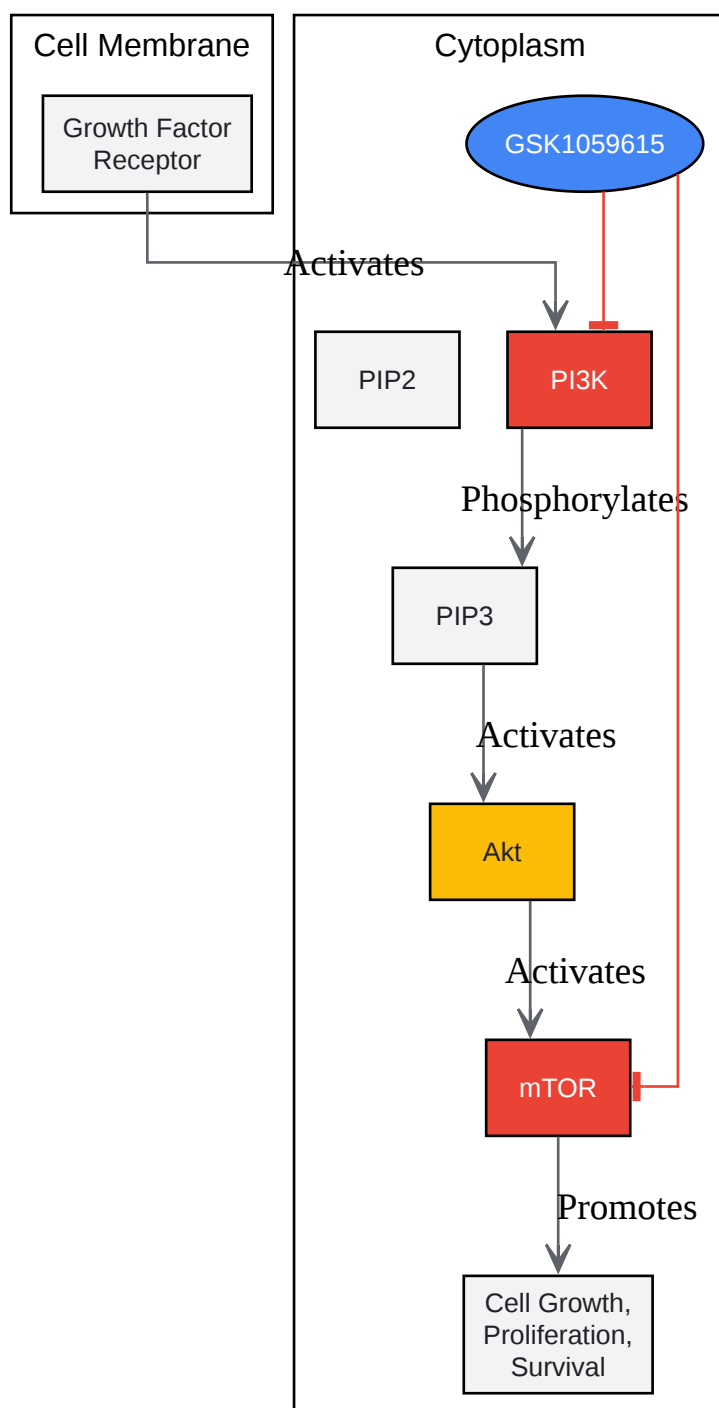 Cell Membrane
Cytoplasm
Growth Factor
Receptor
GSK1059615
Activates
PIP2
PI3K
Phosphorylates
PIP3
Activates
Akt
Activates
mTOR
Promotes
Cell Growth,
Proliferation,
Survival